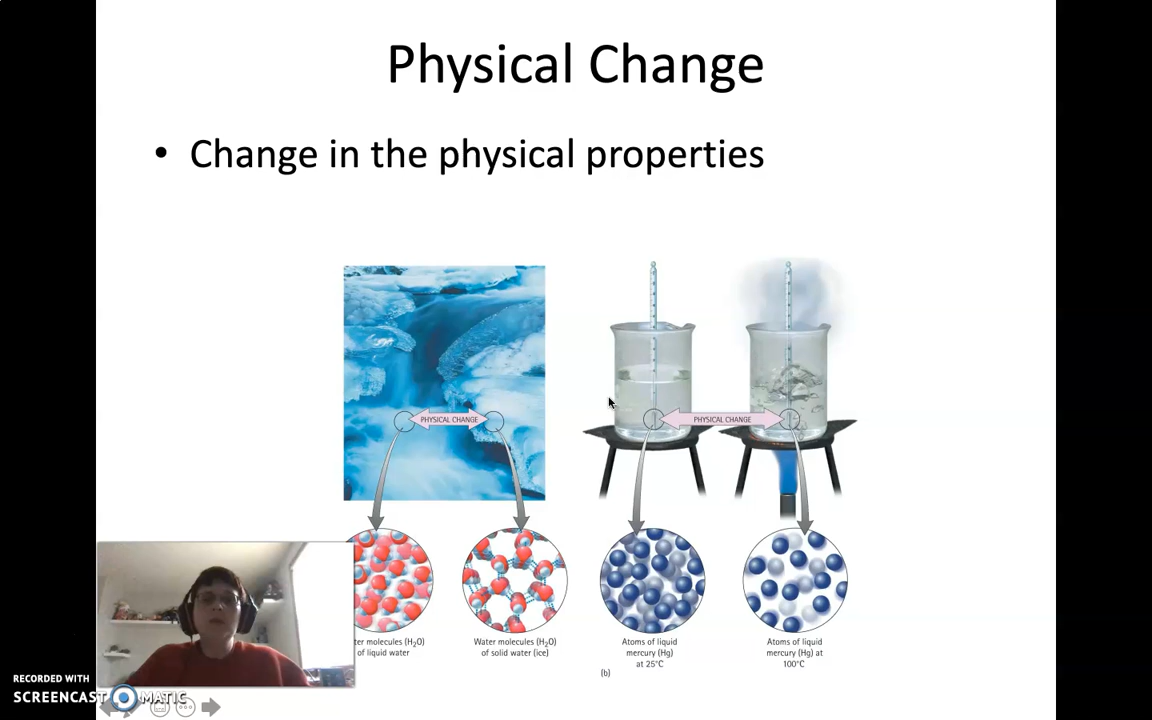 Physical Change
• Change in the physical properties
PHYSICAL CHANGE
PHYSICAL CHANGE
ter molecules (H₂O)
of liquid water
Water molecules (H₂O)
of solid water (ice)
Atoms of liquid
mercury (Hg)
at 25°C
Atoms of liquid
mercury (Hg) at
100°C
(b)
RECORDED WITH
SCREENCAST MATIC